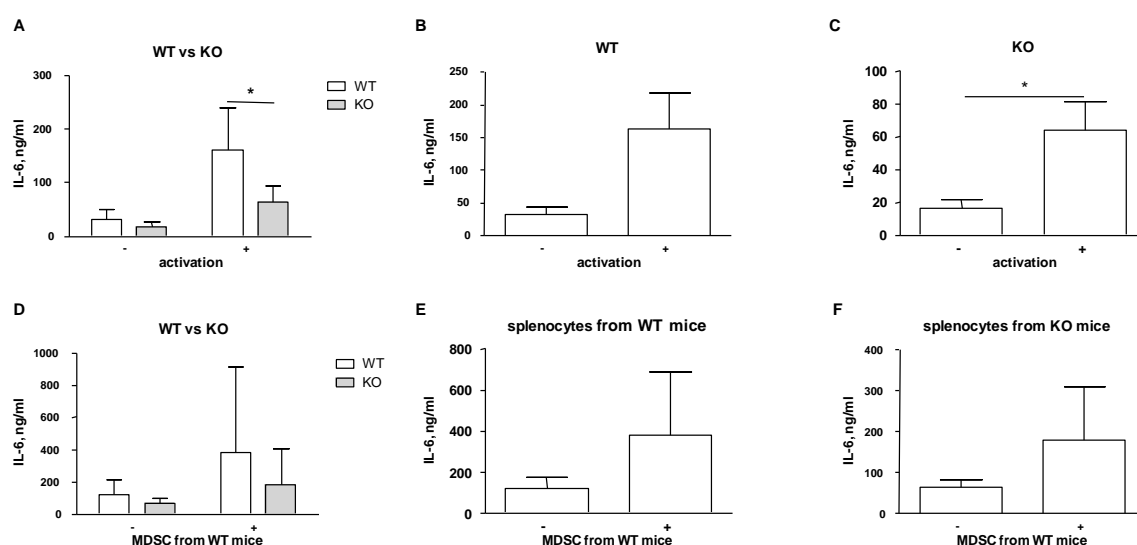 A
WT vs KO
IL-6, ng/ml
300
200
100
0
*
WT
KO
- +
activation
B
WT
IL-6, ng/ml
250
200
150
100
50
0
- +
activation
C
KO
IL-6, ng/ml
100
80
60
40
20
0
*
- +
activation
D
WT vs KO
IL-6, ng/ml
1000
800
600
400
200
0
WT
KO
- +
MDSC from WT mice
E
splenocytes from WT mice
IL-6, ng/ml
800
600
400
200
0
- +
MDSC from WT mice
F
splenocytes from KO mice
IL-6, ng/ml
400
300
200
100
0
- +
MDSC from WT mice